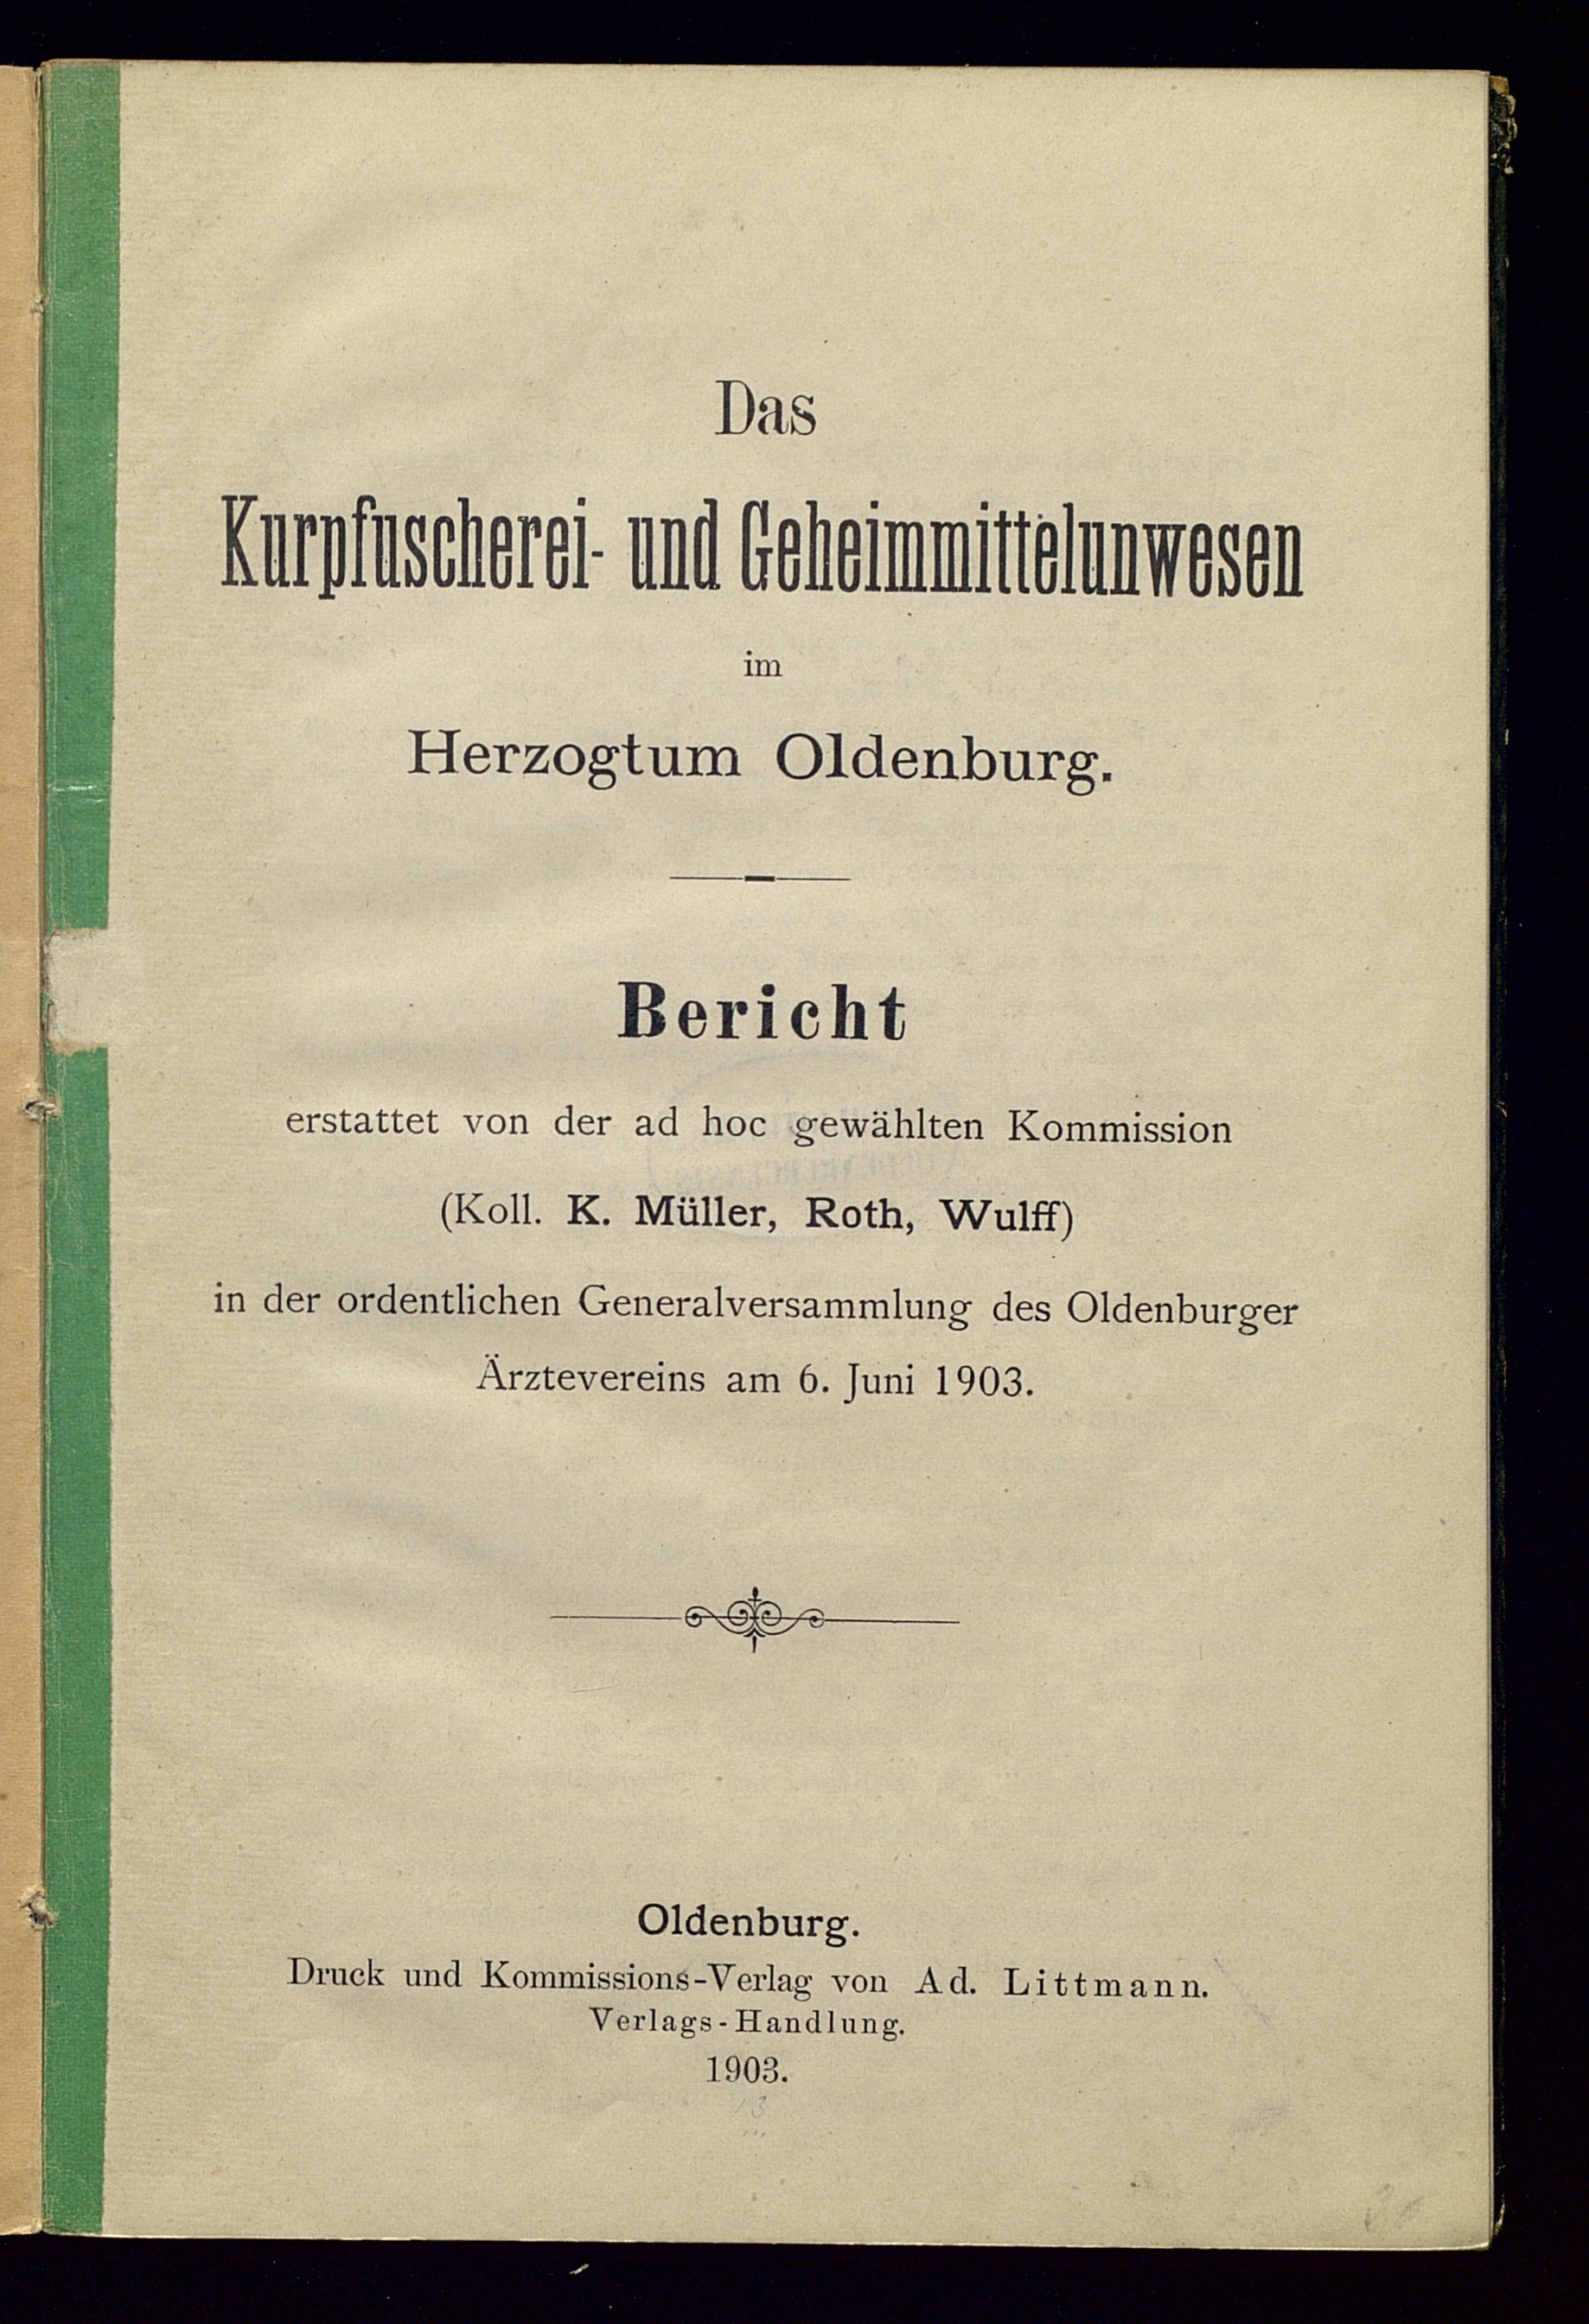 Das
Kurpfuscherei- und Geheimmittelunwesen
im
Herzogtum Oldenburg.
Bericht
erstattet von der ad hoc gewählten Kommission
(Koll. K. Müller, Roth, Wulff)
in der ordentlichen Generalversammlung des Oldenburger
Ärztevereins am 6. Juni 1903.
Oldenburg.
Druck und Kommissions-Verlag von Ad. Littmann.
Verlags-Handlung.
1903.